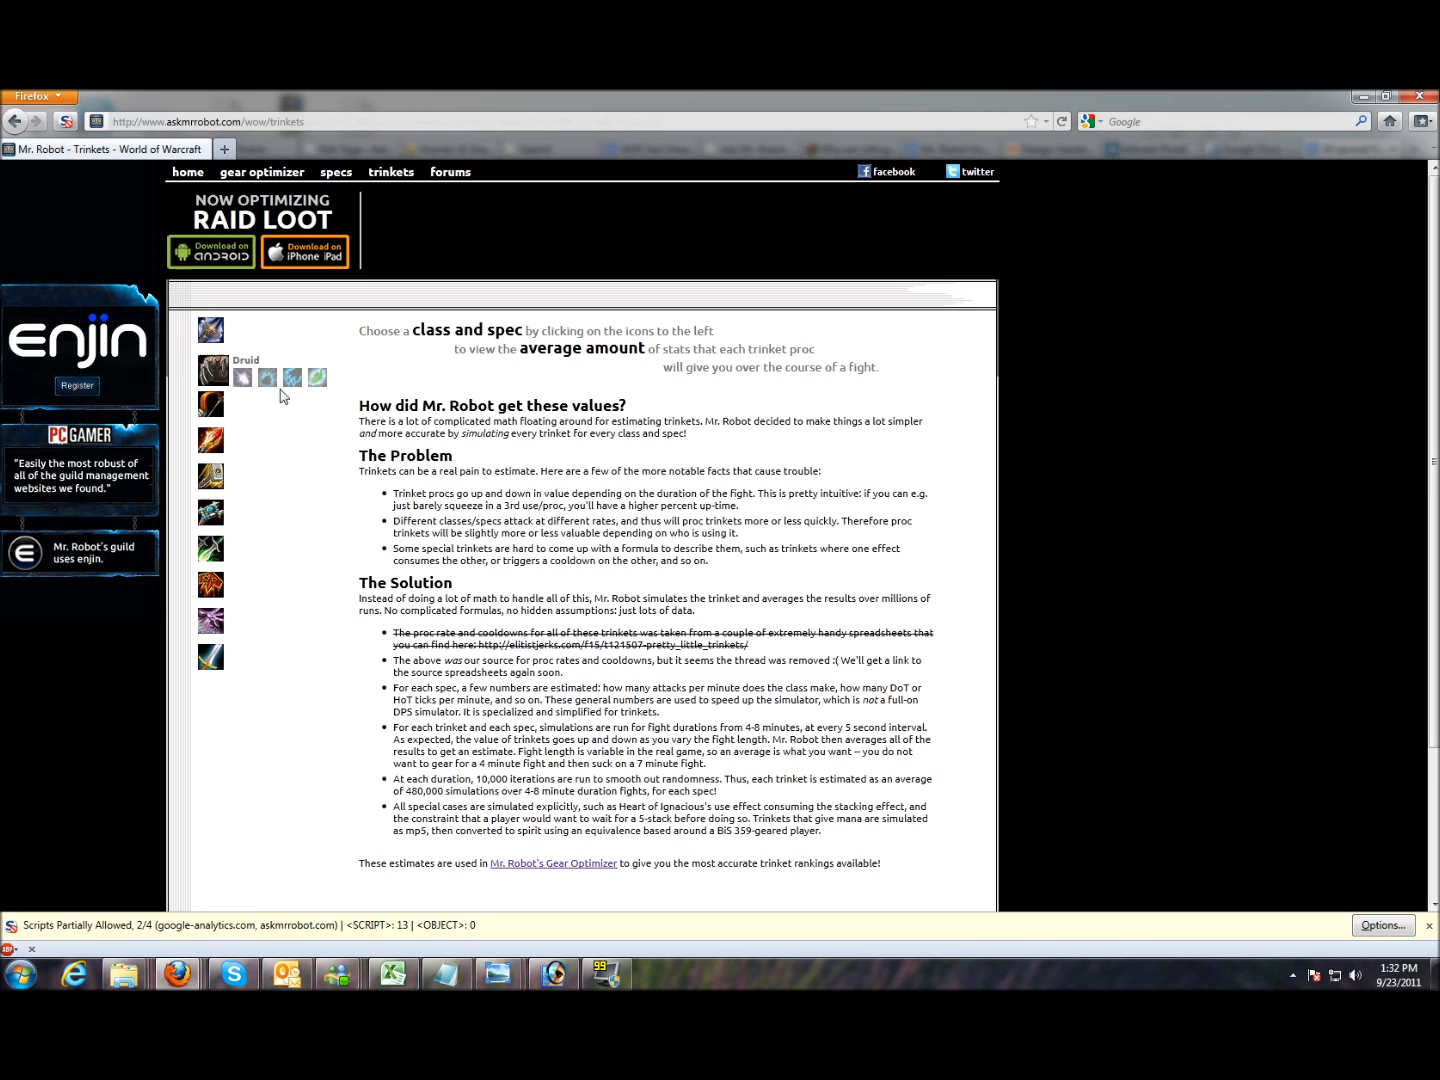 Firefox
http://www.askmrrobot.com/wow/trinkets
Google
Mr. Robot - Trinkets - World of Warcraft
home gear optimizer specs trinkets forums
facebook twitter
NOW OPTIMIZING
RAID LOOT
Download on
ANDROID
Download on
iPhone iPad
enjin
Register
PC GAMER
"Easily the most robust of
all of the guild management
websites we found."
Mr. Robot's guild
uses enjin.
Druid
Choose a class and spec by clicking on the icons to the left
to view the average amount of stats that each trinket proc
will give you over the course of a fight.
How did Mr. Robot get these values?
There is a lot of complicated math floating around for estimating trinkets. Mr. Robot decided to make things a lot simpler
and more accurate by simulating every trinket for every class and spec!
The Problem
Trinkets can be a real pain to estimate. Here are a few of the more notable facts that cause trouble:
• Trinket procs go up and down in value depending on the duration of the fight. This is pretty intuitive: if you can e.g.
just barely squeeze in a 3rd use/proc, you'll have a higher percent up-time.
• Different classes/specs attack at different rates, and thus will proc trinkets more or less quickly. Therefore proc
trinkets will be slightly more or less valuable depending on who is using it.
• Some special trinkets are hard to come up with a formula to describe them, such as trinkets where one effect
consumes the other, or triggers a cooldown on the other, and so on.
The Solution
Instead of doing a lot of math to handle all of this, Mr. Robot simulates the trinket and averages the results over millions of
runs. No complicated formulas, no hidden assumptions: just lots of data.
• The proc rate and cooldowns for all of these trinkets was taken from a couple of extremely handy spreadsheets that
you can find here: http://elitistjerks.com/f15/t121507-pretty_little_trinkets/
• The above was our source for proc rates and cooldowns, but it seems the thread was removed :( We'll get a link to
the source spreadsheets again soon.
• For each spec, a few numbers are estimated: how many attacks per minute does the class make, how many DoT or
HoT ticks per minute, and so on. These general numbers are used to speed up the simulator, which is not a full-on
DPS simulator. It is specialized and simplified for trinkets.
• For each trinket and each spec, simulations are run for fight durations from 4-8 minutes, at every 5 second interval.
As expected, the value of trinkets goes up and down as you vary the fight length. Mr. Robot then averages all of the
results to get an estimate. Fight length is variable in the real game, so an average is what you want -- you do not
want to gear for a 4 minute fight and then suck on a 7 minute fight.
• At each duration, 10,000 iterations are run to smooth out randomness. Thus, each trinket is estimated as an average
of 480,000 simulations over 4-8 minute duration fights, for each spec!
• All special cases are simulated explicitly, such as Heart of Ignacious's use effect consuming the stacking effect, and
the constraint that a player would want to wait for a 5-stack before doing so. Trinkets that give mana are simulated
as mp5, then converted to spirit using an equivalence based around a BiS 359-geared player.
These estimates are used in Mr. Robot's Gear Optimizer to give you the most accurate trinket rankings available!
Scripts Partially Allowed, 2/4 (google-analytics.com, askmrrobot.com) | <SCRIPT>: 13 | <OBJECT>: 0
Options...
ABP
99
1:32 PM
9/23/2011